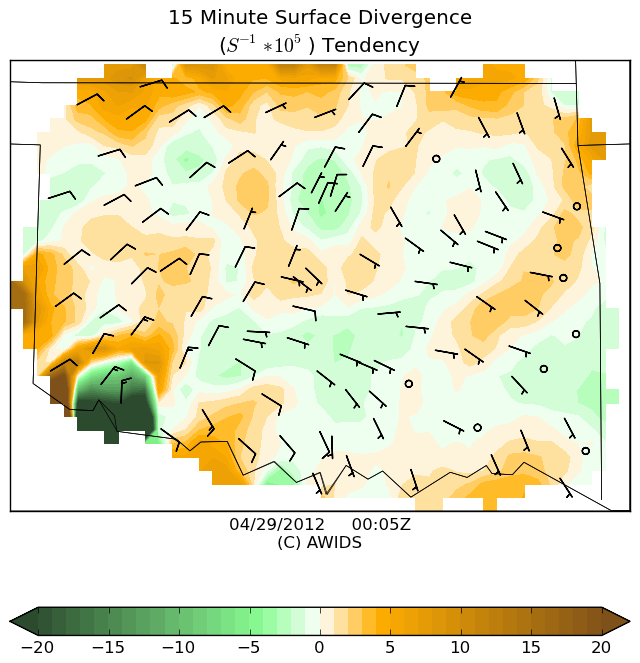 15 Minute Surface Divergence
(S⁻¹ *10⁵ ) Tendency
04/29/2012 00:05Z
(C) AWIDS
−20 −15 −10 −5 0 5 10 15 20